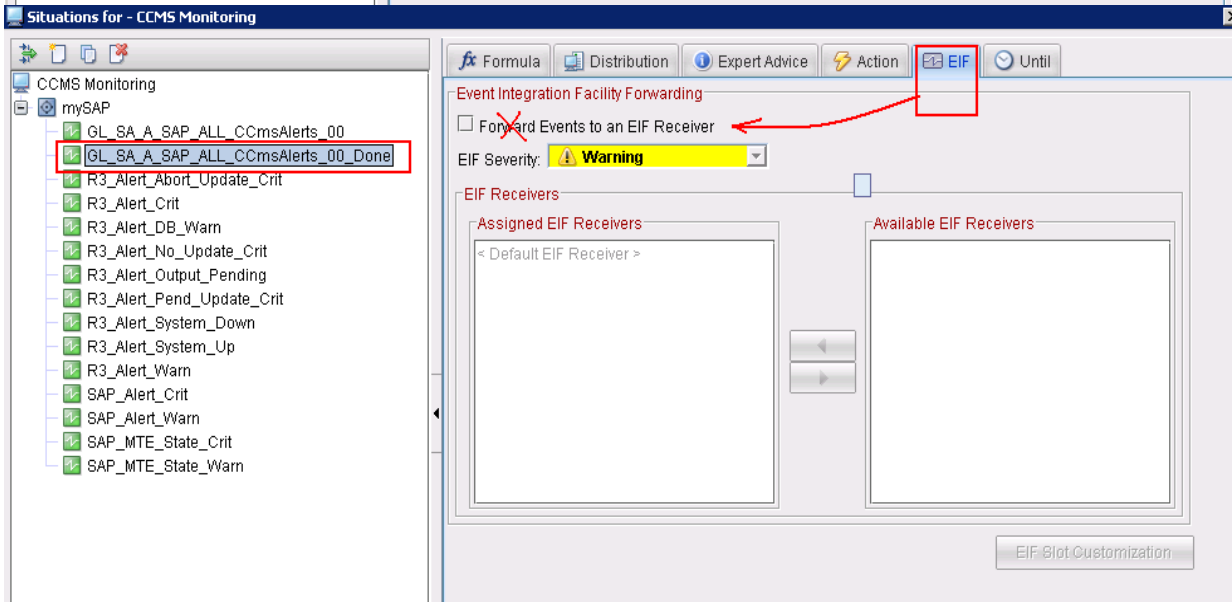 Situations for - CCMS Monitoring
CCMS Monitoring
mySAP
GL_SA_A_SAP_ALL_CCmsAlerts_00
GL_SA_A_SAP_ALL_CCmsAlerts_00_Done
R3_Alert_Abort_Update_Crit
R3_Alert_Crit
R3_Alert_DB_Warn
R3_Alert_No_Update_Crit
R3_Alert_Output_Pending
R3_Alert_Pend_Update_Crit
R3_Alert_System_Down
R3_Alert_System_Up
R3_Alert_Warn
SAP_Alert_Crit
SAP_Alert_Warn
SAP_MTE_State_Crit
SAP_MTE_State_Warn
fx Formula Distribution Expert Advice Action EIF Until
Event Integration Facility Forwarding
Forward Events to an EIF Receiver
EIF Severity: Warning
EIF Receivers
Assigned EIF Receivers Available EIF Receivers
< Default EIF Receiver >
EIF Slot Customization